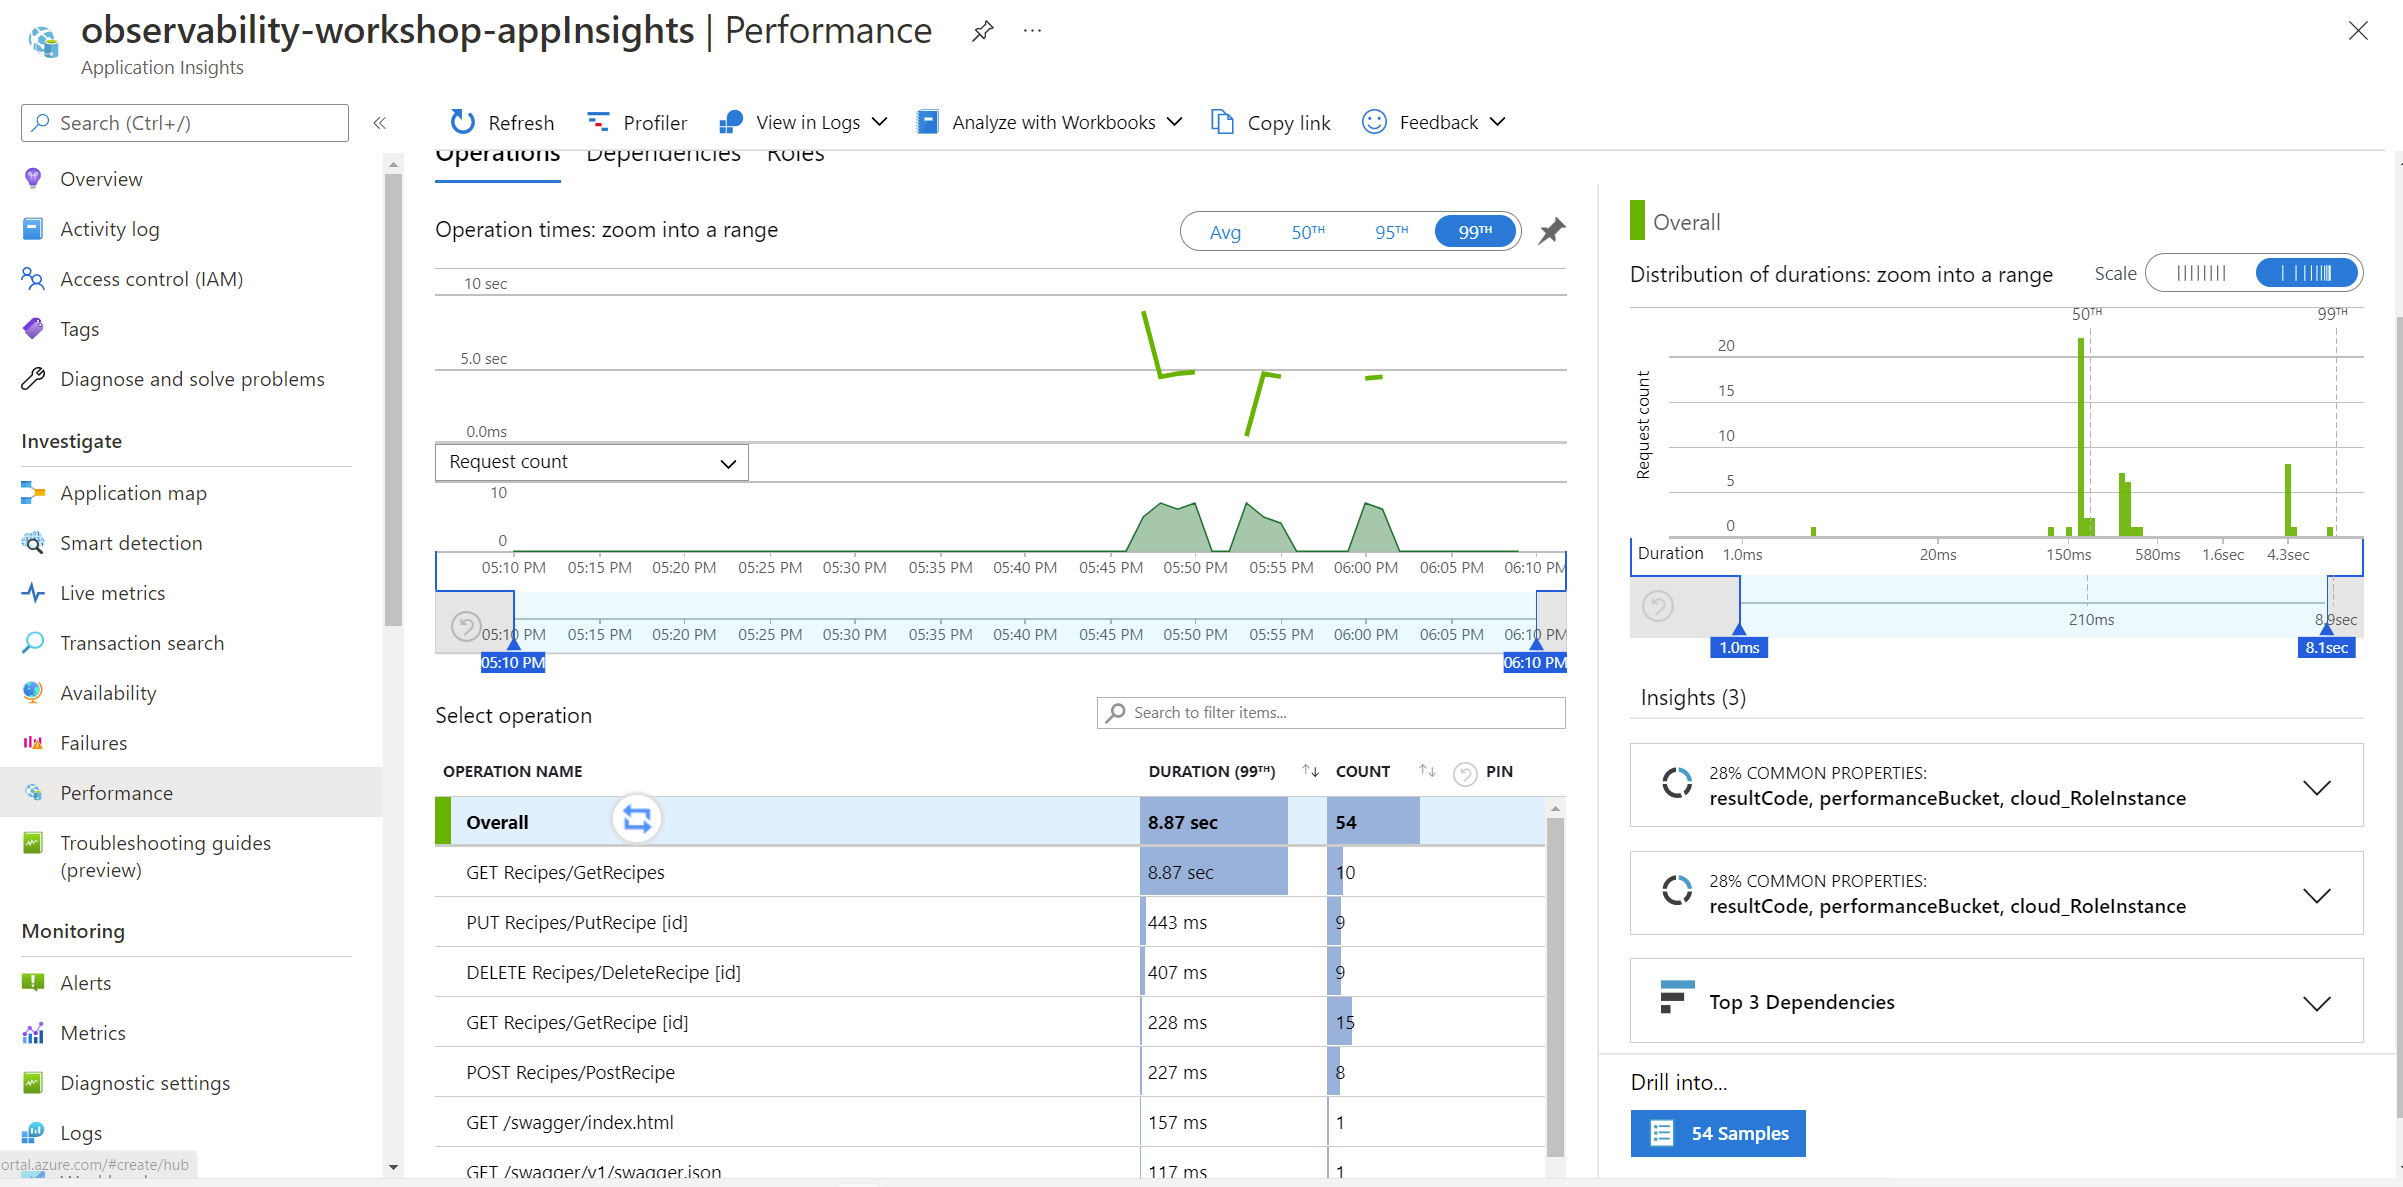 observability-workshop-appInsights | Performance
Application Insights
Search (Ctrl+/)
Overview
Activity log
Access control (IAM)
Tags
Diagnose and solve problems
Investigate
Application map
Smart detection
Live metrics
Transaction search
Availability
Failures
Performance
Troubleshooting guides
(preview)
Monitoring
Alerts
Metrics
Diagnostic settings
Logs
ortal.azure.com/#create/hub
Refresh Profiler View in Logs Analyze with Workbooks Copy link Feedback
Operations Dependencies Roles
Operation times: zoom into a range
Avg 50TH 95TH 99TH
10 sec
5.0 sec
0.0ms
Request count
10
0
05:10 PM 05:15 PM 05:20 PM 05:25 PM 05:30 PM 05:35 PM 05:40 PM 05:45 PM 05:50 PM 05:55 PM 06:00 PM 06:05 PM 06:10 PM
05:10 PM 05:15 PM 05:20 PM 05:25 PM 05:30 PM 05:35 PM 05:40 PM 05:45 PM 05:50 PM 05:55 PM 06:00 PM 06:05 PM 06:10 PM
05:10 PM 06:10 PM
Select operation
Search to filter items...
OPERATION NAME DURATION (99TH) COUNT PIN
Overall 8.87 sec 54
GET Recipes/GetRecipes 8.87 sec 10
PUT Recipes/PutRecipe [id] 443 ms 9
DELETE Recipes/DeleteRecipe [id] 407 ms 9
GET Recipes/GetRecipe [id] 228 ms 15
POST Recipes/PostRecipe 227 ms 8
GET /swagger/index.html 157 ms 1
GET /swagger/v1/swagger.json 117 ms 1
Overall
Distribution of durations: zoom into a range Scale
50TH 99TH
Request count
20
15
10
5
0
Duration 1.0ms 20ms 150ms 580ms 1.6sec 4.3sec
210ms 8.9sec
1.0ms 8.1sec
Insights (3)
28% COMMON PROPERTIES:
resultCode, performanceBucket, cloud_RoleInstance
28% COMMON PROPERTIES:
resultCode, performanceBucket, cloud_RoleInstance
Top 3 Dependencies
Drill into...
54 Samples